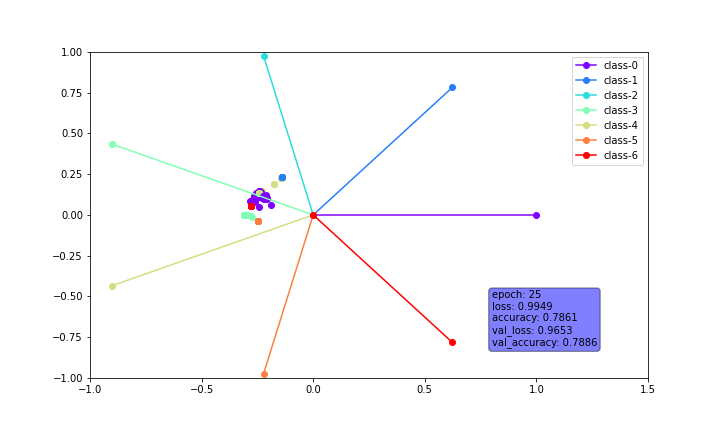 1.00
0.75
0.50
0.25
0.00
−0.25
−0.50
−0.75
−1.00
−1.0
−0.5
0.0
0.5
1.0
1.5
class-0
class-1
class-2
class-3
class-4
class-5
class-6
epoch: 25
loss: 0.9949
accuracy: 0.7861
val_loss: 0.9653
val_accuracy: 0.7886